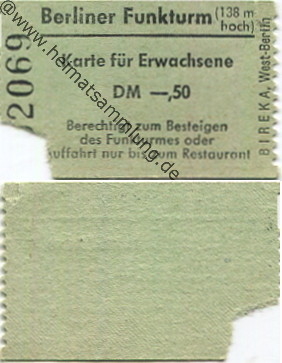 Berliner Funkturm (138 m hoch)
Karte für Erwachsene
DM —,50
Berechtigt zum Besteigen
des Funkturmes oder
Auffahrt nur bis zum Restaurant
2069
BIREKA, West-Berlin
@www.heimatsammlung.de